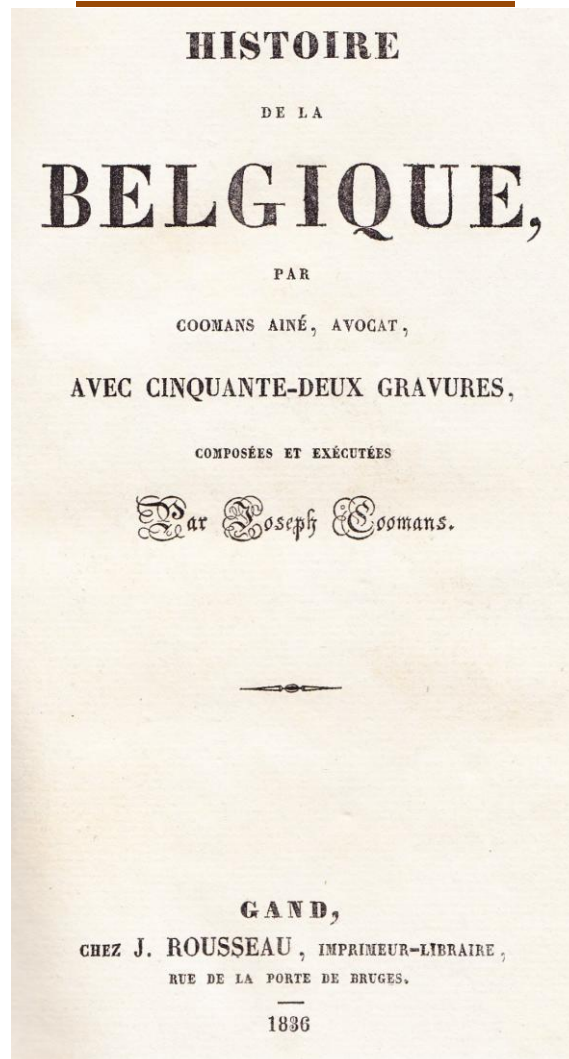 HISTOIRE
DE LA
BELGIQUE,
PAR
COOMANS AINÉ, AVOCAT,
AVEC CINQUANTE-DEUX GRAVURES,
COMPOSÉES ET EXÉCUTÉES
Par Joseph Coomans.
GAND,
CHEZ J. ROUSSEAU, IMPRIMEUR-LIBRAIRE,
RUE DE LA PORTE DE BRUGES.
1836